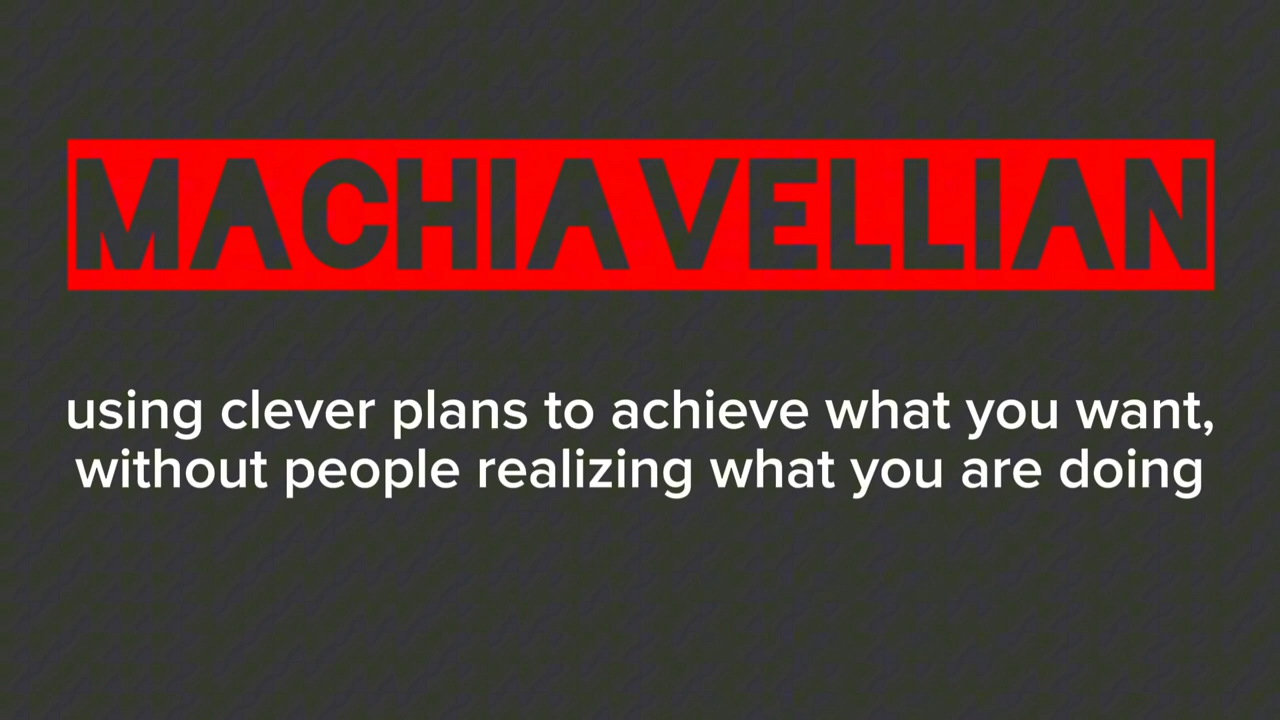 MACHIAVELLIAN
using clever plans to achieve what you want,
without people realizing what you are doing